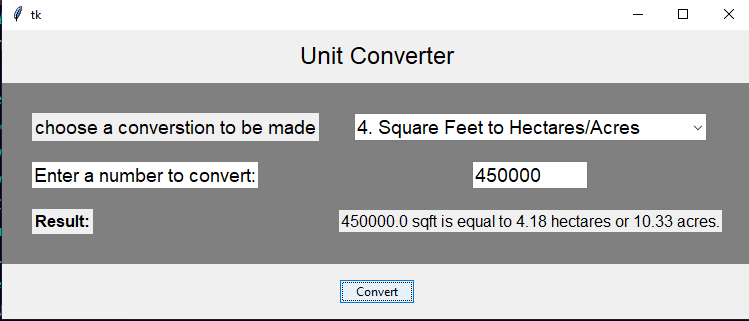 tk
Unit Converter
choose a converstion to be made
4. Square Feet to Hectares/Acres
Enter a number to convert:
450000
Result:
450000.0 sqft is equal to 4.18 hectares or 10.33 acres.
Convert